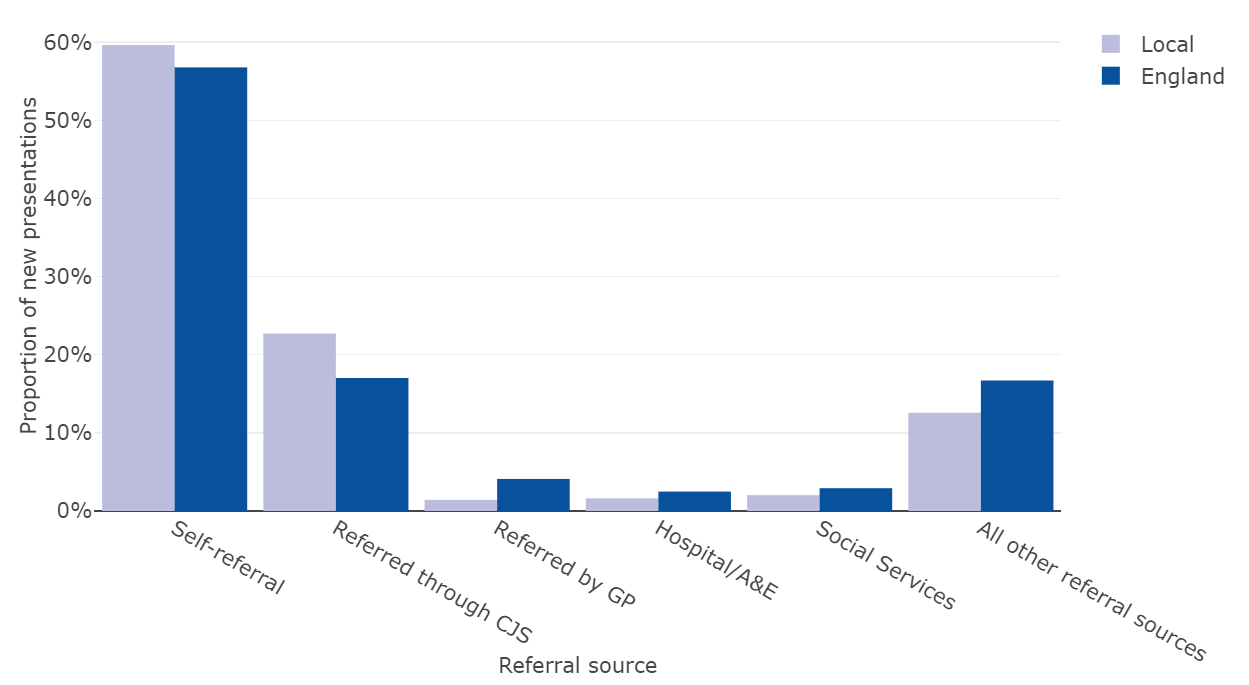 60%
50%
40%
30%
20%
10%
0%
Proportion of new presentations
Self-referral
Referred through CJS
Referred by GP
Hospital/A&E
Social Services
All other referral sources
Referral source
Local
England